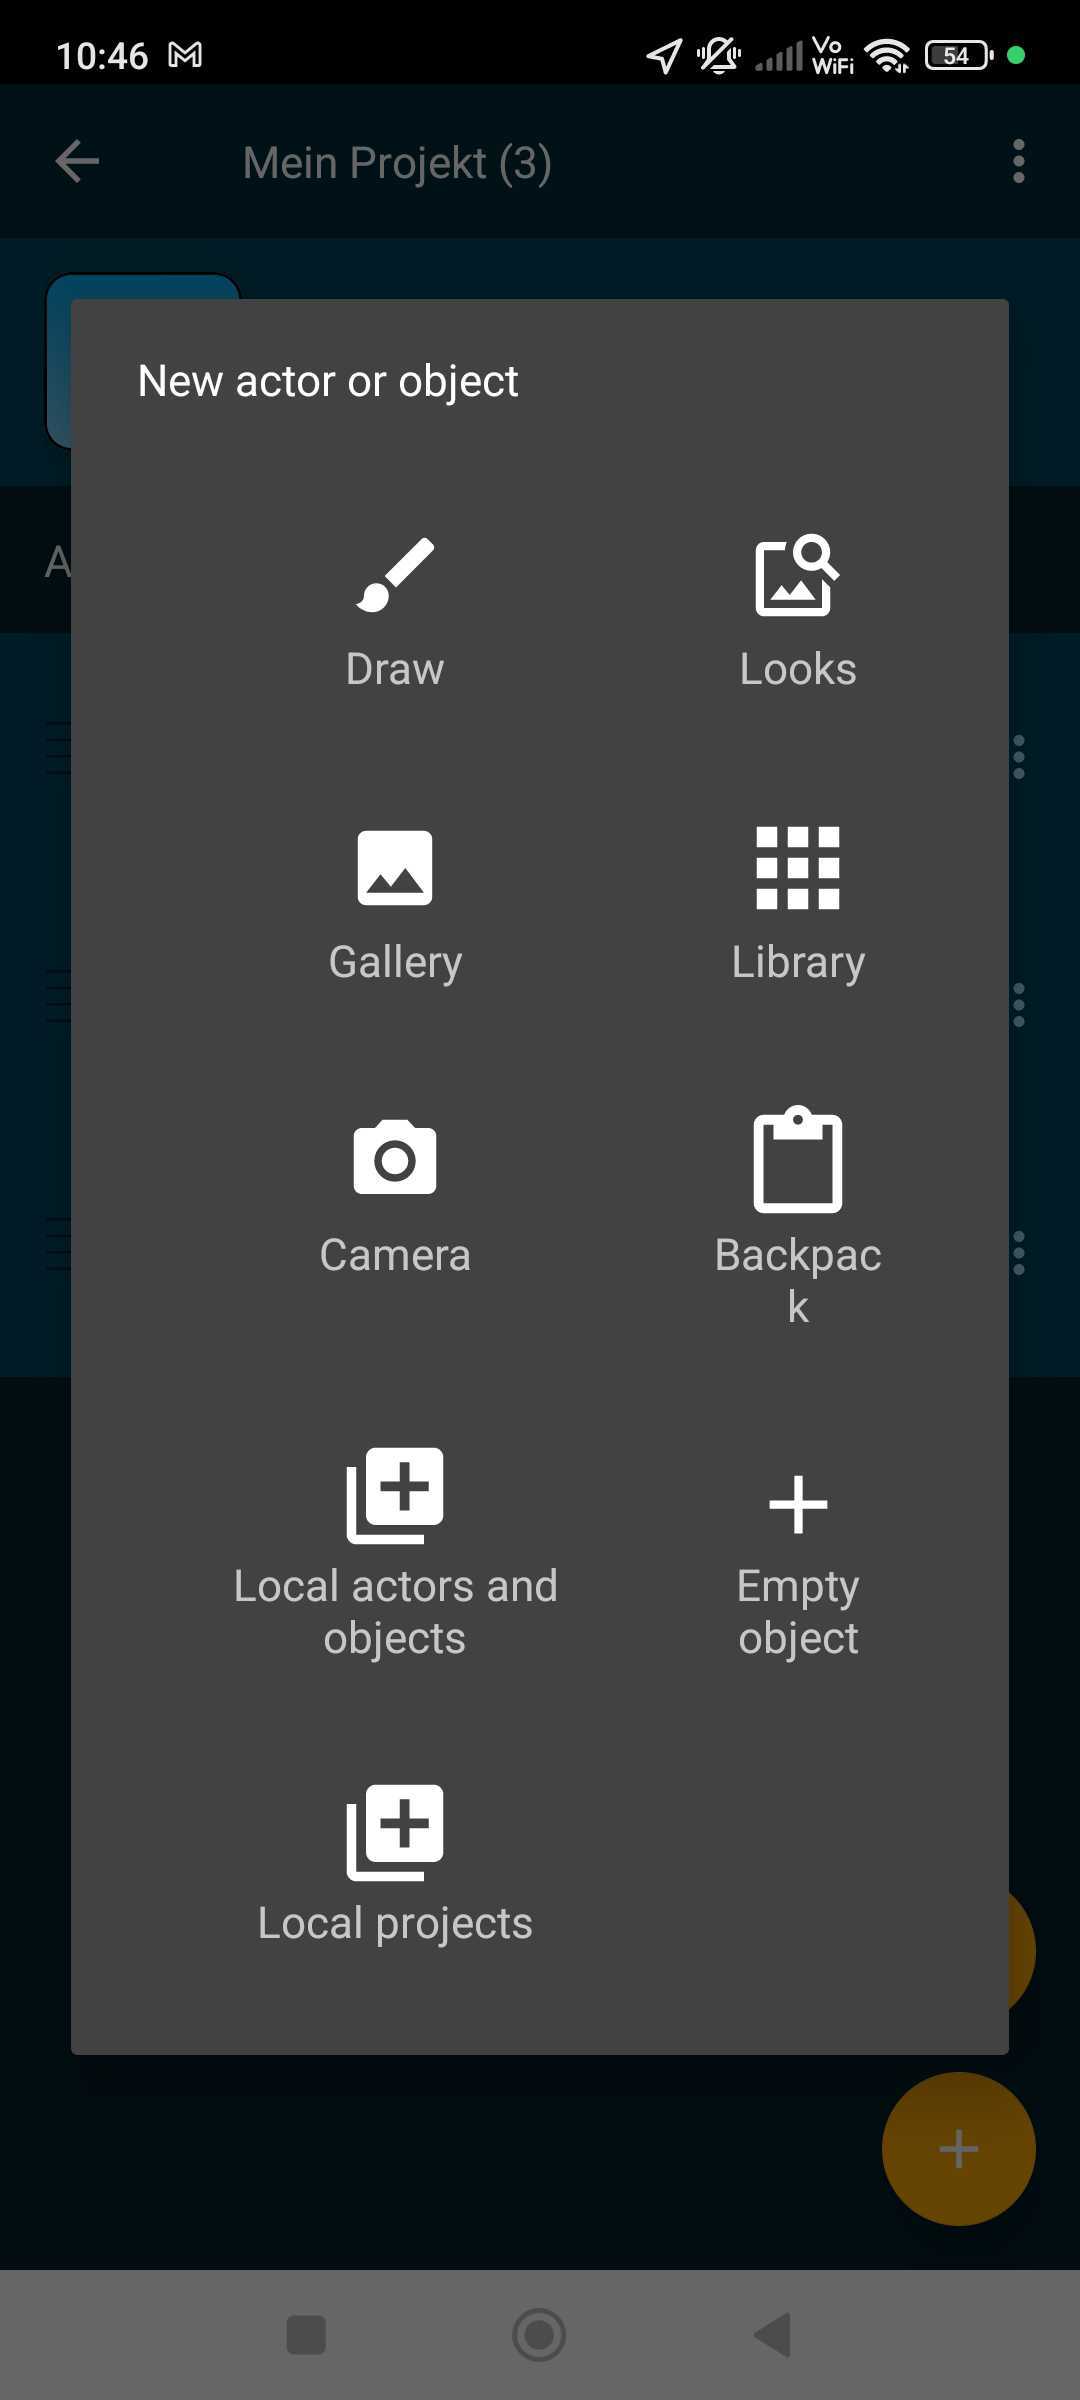 10:46
Vo
WiFi
54
Mein Projekt (3)
New actor or object
A
Draw
Looks
Gallery
Library
Camera
Backpac
k
Local actors and
objects
Empty
object
Local projects